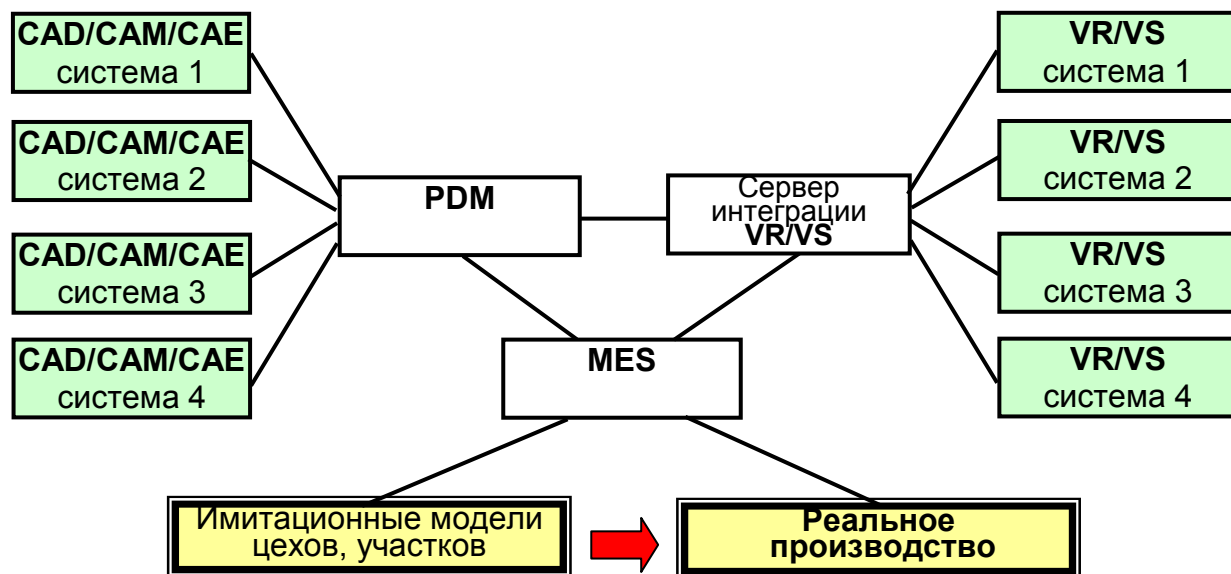 CAD/CAM/CAE
система 1
CAD/CAM/CAE
система 2
CAD/CAM/CAE
система 3
CAD/CAM/CAE
система 4
PDM
Сервер
интеграции
VR/VS
MES
VR/VS
система 1
VR/VS
система 2
VR/VS
система 3
VR/VS
система 4
Имитационные модели
цехов, участков
Реальное
производство